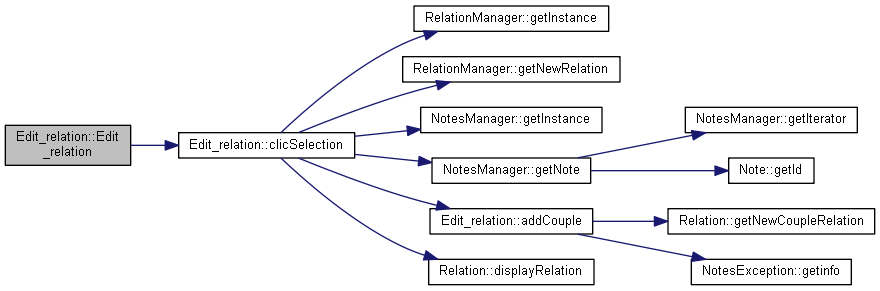 Edit_relation::Edit
_relation
Edit_relation::clicSelection
RelationManager::getInstance
RelationManager::getNewRelation
NotesManager::getInstance
NotesManager::getNote
NotesManager::getIterator
Note::getId
Edit_relation::addCouple
Relation::getNewCoupleRelation
NotesException::getinfo
Relation::displayRelation